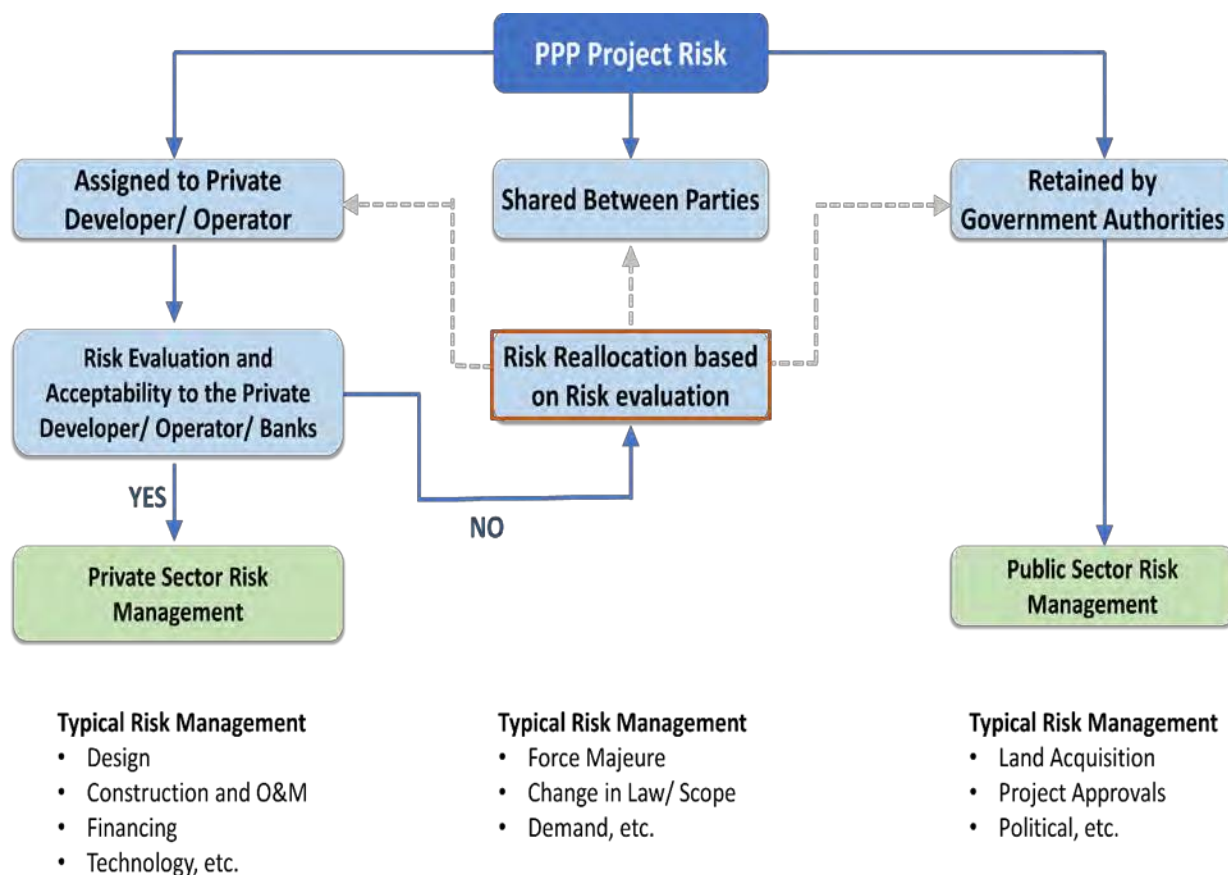 PPP Project Risk
Assigned to Private
Developer/ Operator
Shared Between Parties
Retained by
Government Authorities
Risk Evaluation and
Acceptability to the Private
Developer/ Operator/ Banks
Risk Reallocation based
on Risk evaluation
YES
NO
Private Sector Risk
Management
Public Sector Risk
Management
Typical Risk Management
• Design
• Construction and O&M
• Financing
• Technology, etc.
Typical Risk Management
• Force Majeure
• Change in Law/ Scope
• Demand, etc.
Typical Risk Management
• Land Acquisition
• Project Approvals
• Political, etc.